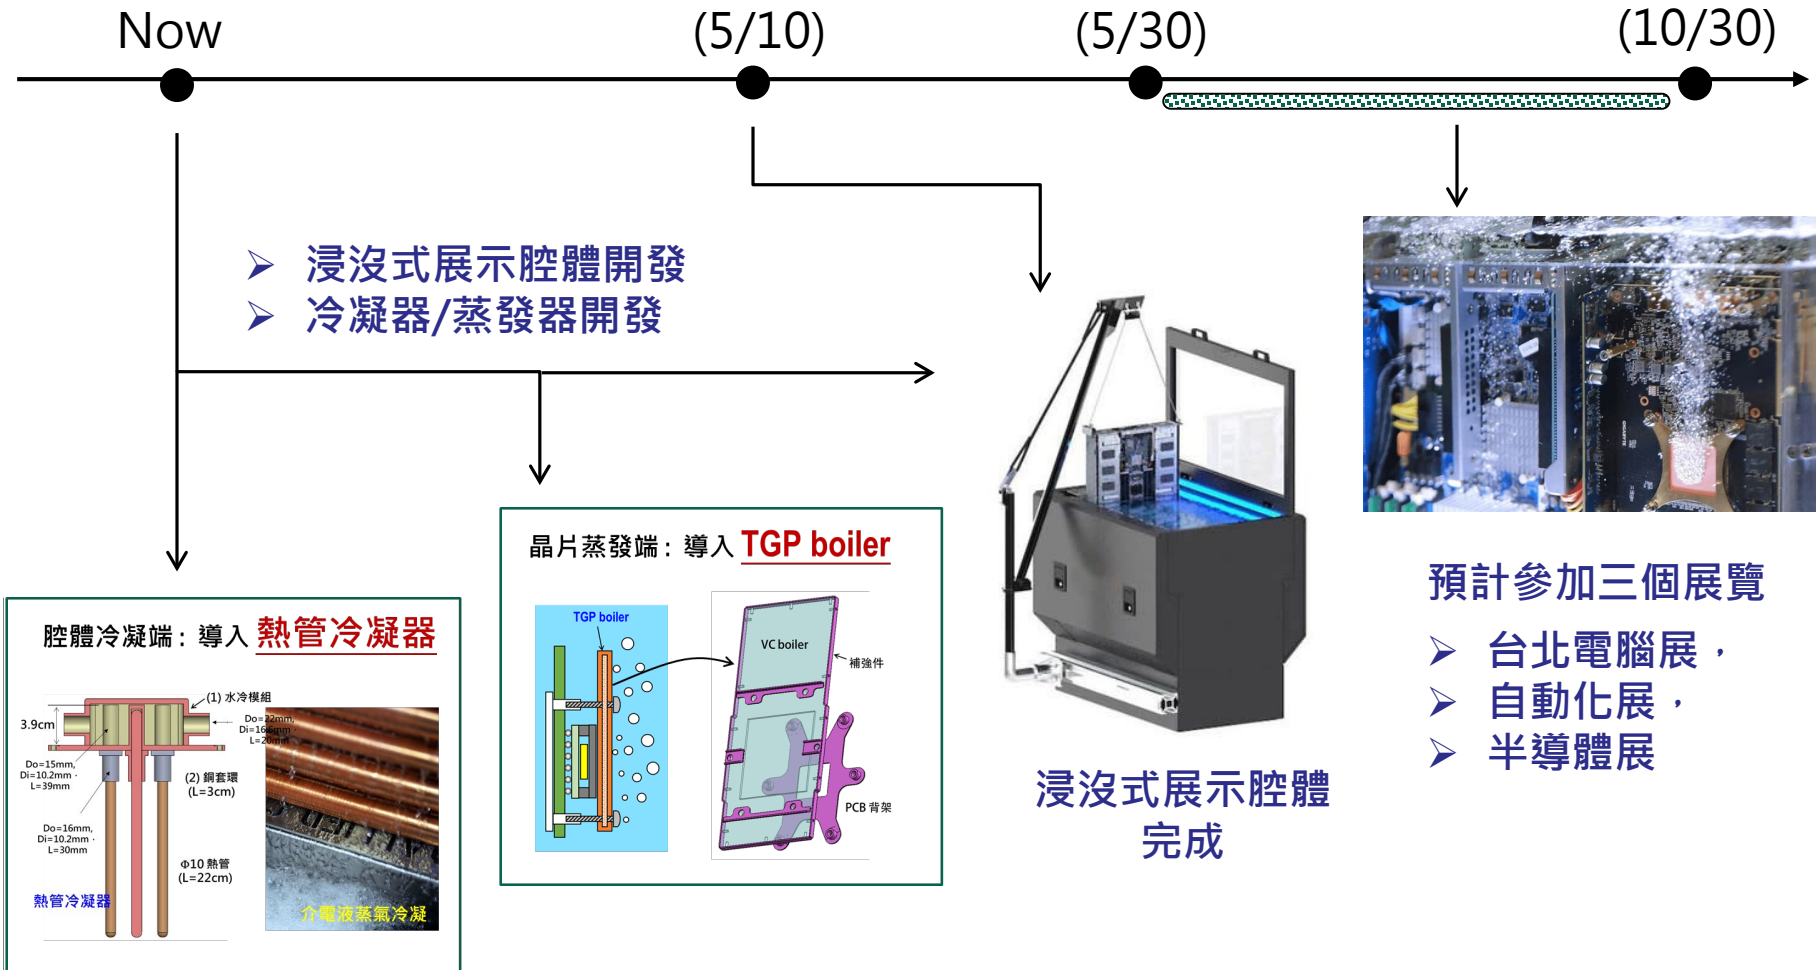 Now
(5/10)
(5/30)
(10/30)
➢ 浸沒式展示腔體開發
➢ 冷凝器/蒸發器開發
腔體冷凝端：導入 熱管冷凝器
(1) 水冷模組
3.9cm
Do=22mm,
Di=16.6mm，
L=20mm
Do=15mm,
Di=10.2mm，
L=39mm
(2) 銅套環
(L=3cm)
Do=16mm,
Di=10.2mm，
L=30mm
Φ10 熱管
(L=22cm)
熱管冷凝器
介電液蒸氣冷凝
晶片蒸發端：導入 TGP boiler
TGP boiler
VC boiler
補強件
PCB 背架
浸沒式展示腔體
完成
預計參加三個展覽
➢ 台北電腦展，
➢ 自動化展，
➢ 半導體展